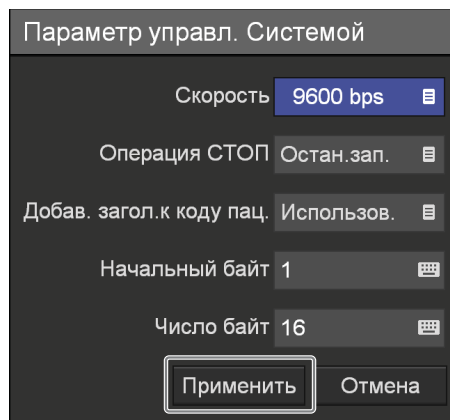 Параметр управл. Системой
Скорость 9600 bps
Операция СТОП Остан.зап.
Добав. загол.к коду пац. Использов.
Начальный байт 1
Число байт 16
Применить Отмена